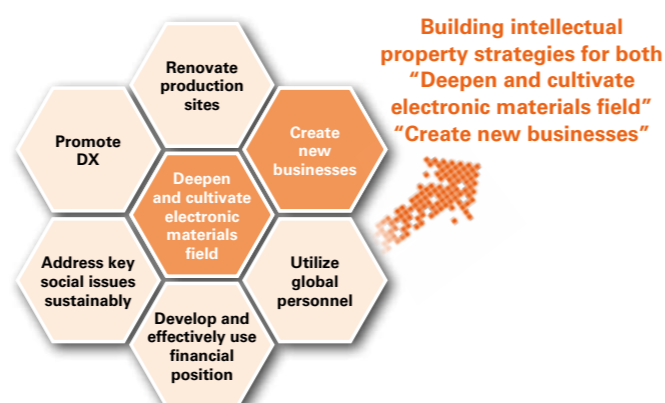 Building intellectual
property strategies for both
“Deepen and cultivate
electronic materials field”
“Create new businesses”
Renovate
production
sites
Promote
DX
Create
new
businesses
Deepen
and cultivate
electronic
materials
field
Address key
social issues
sustainably
Utilize
global
personnel
Develop and
effectively use
financial
position